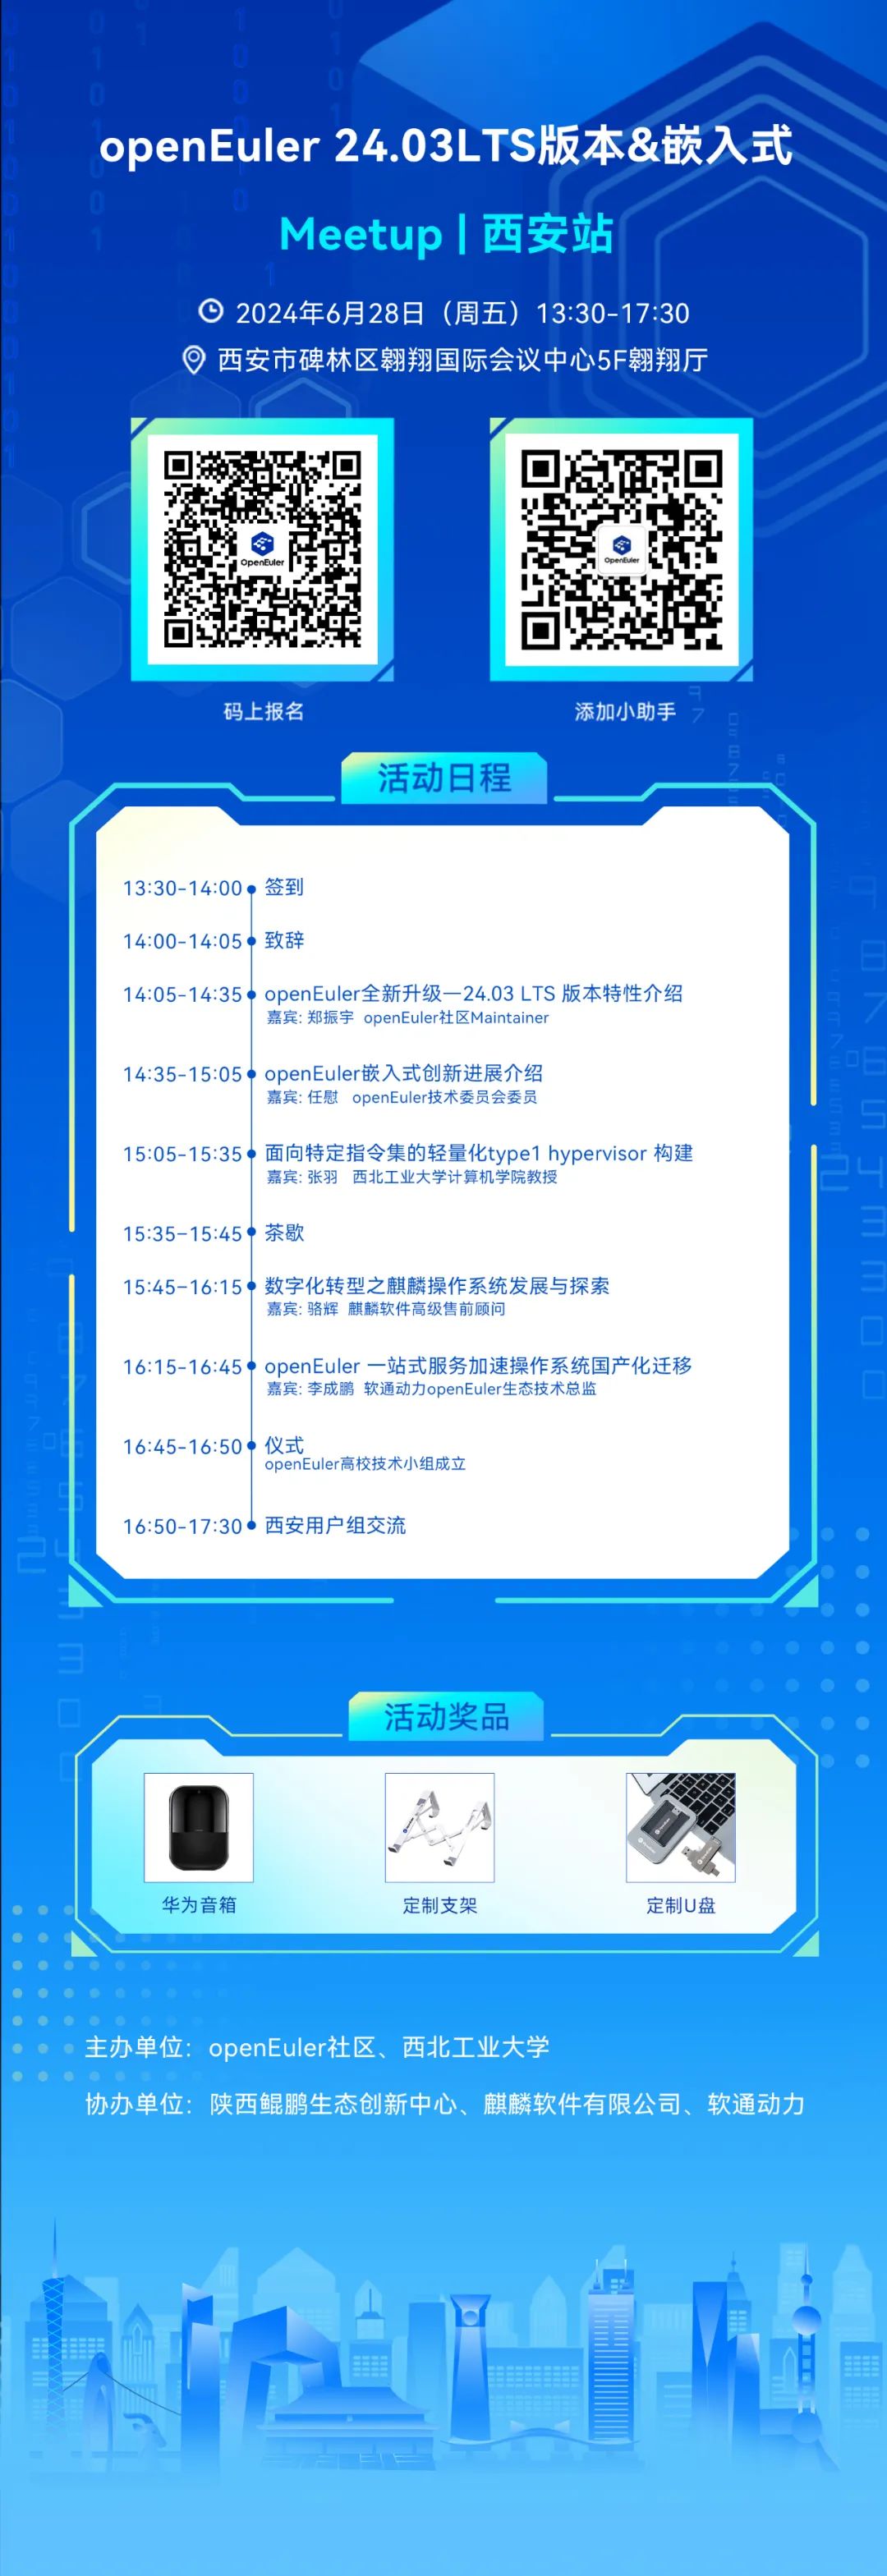 openEuler 24.03LTS版本&嵌入式
Meetup | 西安站
2024年6月28日（周五）13:30-17:30
西安市碑林区翱翔国际会议中心5F翱翔厅
OpenEuler
OpenEuler
码上报名
添加小助手
活动日程
13:30-14:00 签到
14:00-14:05 致辞
14:05-14:35 openEuler全新升级—24.03 LTS 版本特性介绍
嘉宾: 郑振宇 openEuler社区Maintainer
14:35-15:05 openEuler嵌入式创新进展介绍
嘉宾: 任慰 openEuler技术委员会委员
15:05-15:35 面向特定指令集的轻量化type1 hypervisor 构建
嘉宾: 张羽 西北工业大学计算机学院教授
15:35-15:45 茶歇
15:45-16:15 数字化转型之麒麟操作系统发展与探索
嘉宾: 骆辉 麒麟软件高级售前顾问
16:15-16:45 openEuler 一站式服务加速操作系统国产化迁移
嘉宾: 李成鹏 软通动力openEuler生态技术总监
16:45-16:50 仪式
openEuler高校技术小组成立
16:50-17:30 西安用户组交流
活动奖品
华为音箱
定制支架
定制U盘
主办单位：openEuler社区、西北工业大学
协办单位：陕西鲲鹏生态创新中心、麒麟软件有限公司、软通动力